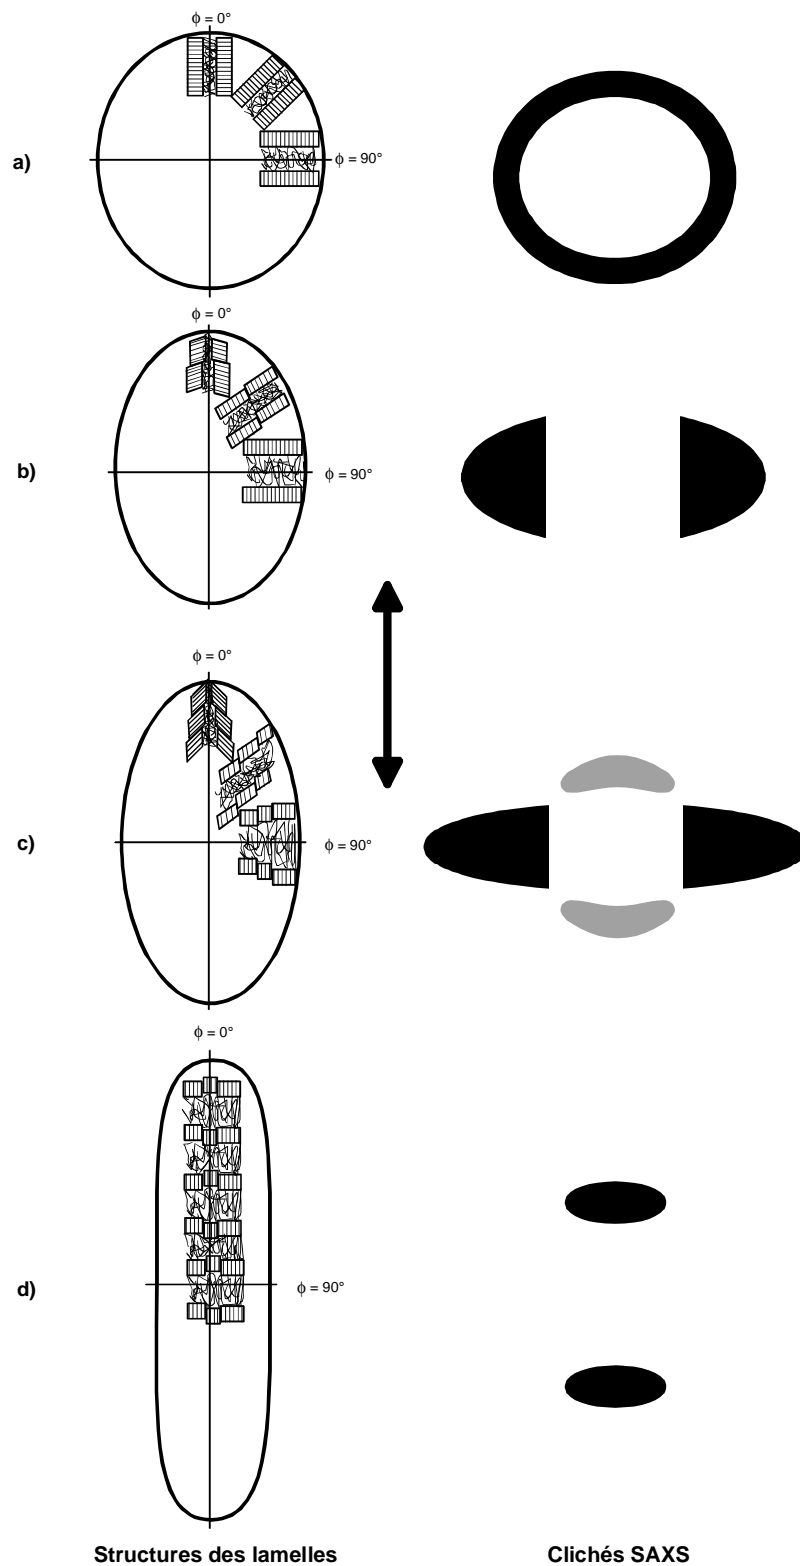 ϕ = 0°
a)
ϕ = 90°
ϕ = 0°
b)
ϕ = 90°
ϕ = 0°
c)
ϕ = 90°
ϕ = 0°
d)
ϕ = 90°
Structures des lamelles
Clichés SAXS